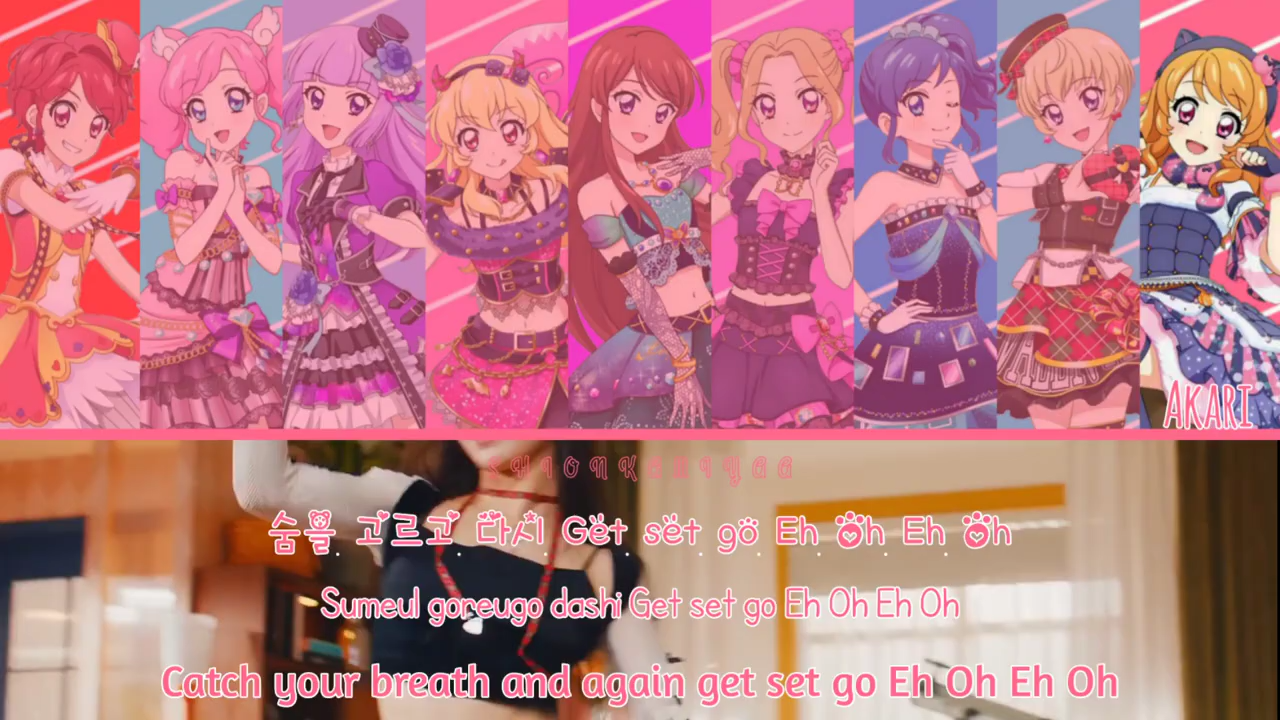 AKARI
SHIONKAMIYAA
숨을 고르고 다시 Get set go Eh Oh Eh Oh
Sumeul goreugo dashi Get set go Eh Oh Eh Oh
Catch your breath and again get set go Eh Oh Eh Oh